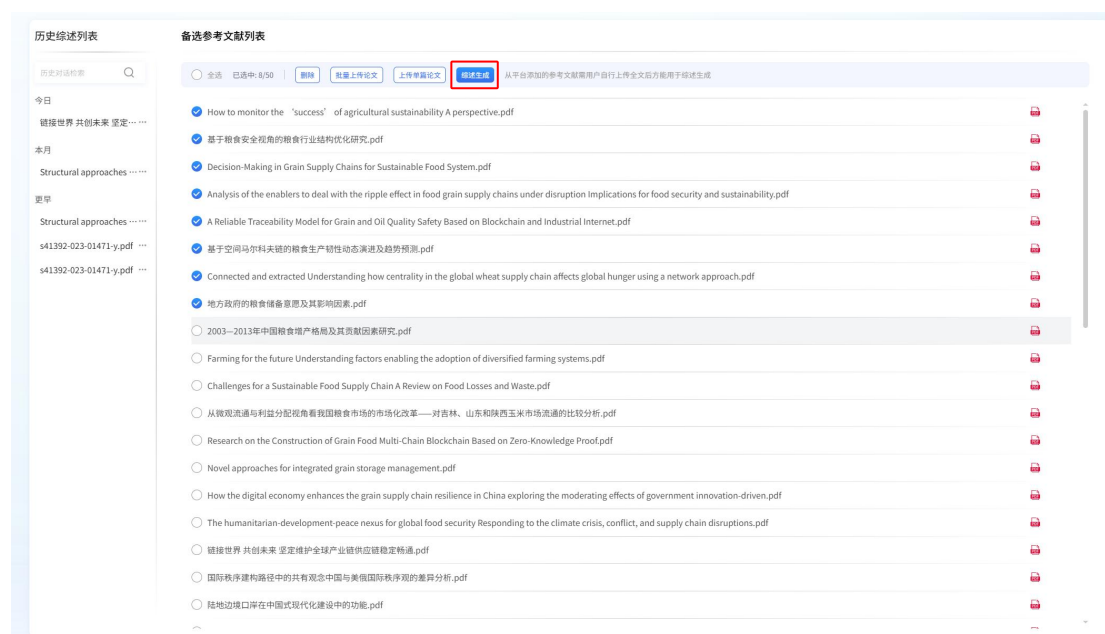 历史综述列表
备选参考文献列表
历史对话检索
全选 已选中: 8/50 删除 批量上传论文 上传单篇论文 综述生成 从平台添加的参考文献需用户自行上传全文后方能用于综述生成
今日
链接世界 共创未来 坚定… …
本月
Structural approaches … …
更早
Structural approaches … …
s41392-023-01471-y.pdf …
s41392-023-01471-y.pdf …
How to monitor the ‘success’ of agricultural sustainability A perspective.pdf
基于粮食安全视角的粮食行业结构优化研究.pdf
Decision-Making in Grain Supply Chains for Sustainable Food System.pdf
Analysis of the enablers to deal with the ripple effect in food grain supply chains under disruption Implications for food security and sustainability.pdf
A Reliable Traceability Model for Grain and Oil Quality Safety Based on Blockchain and Industrial Internet.pdf
基于空间马尔科夫链的粮食生产韧性动态演进及趋势预测.pdf
Connected and extracted Understanding how centrality in the global wheat supply chain affects global hunger using a network approach.pdf
地方政府的粮食储备意愿及其影响因素.pdf
2003—2013年中国粮食增产格局及其贡献因素研究.pdf
Farming for the future Understanding factors enabling the adoption of diversified farming systems.pdf
Challenges for a Sustainable Food Supply Chain A Review on Food Losses and Waste.pdf
从微观流通与利益分配视角看我国粮食市场的市场化改革——对吉林、山东和陕西玉米市场流通的比较分析.pdf
Research on the Construction of Grain Food Multi-Chain Blockchain Based on Zero-Knowledge Proof.pdf
Novel approaches for integrated grain storage management.pdf
How the digital economy enhances the grain supply chain resilience in China exploring the moderating effects of government innovation-driven.pdf
The humanitarian-development-peace nexus for global food security Responding to the climate crisis, conflict, and supply chain disruptions.pdf
链接世界 共创未来 坚定维护全球产业链供应链稳定畅通.pdf
国际秩序建构路径中的共有观念中国与美俄国际秩序观的差异分析.pdf
陆地边境口岸在中国式现代化建设中的功能.pdf